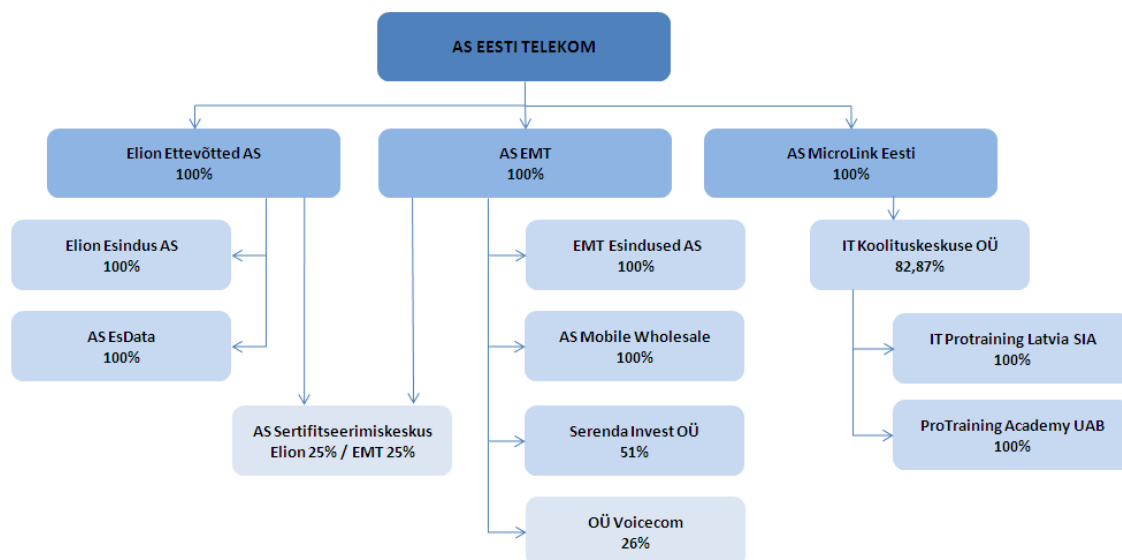 AS EESTI TELEKOM
Elion Ettevõtted AS
100%
AS EMT
100%
AS MicroLink Eesti
100%
Elion Esindus AS
100%
EMT Esindused AS
100%
IT Koolituskeskuse OÜ
82,87%
AS EsData
100%
AS Mobile Wholesale
100%
IT Protraining Latvia SIA
100%
AS Sertifitseerimiskeskus
Elion 25% / EMT 25%
Serenda Invest OÜ
51%
ProTraining Academy UAB
100%
OÜ Voicecom
26%